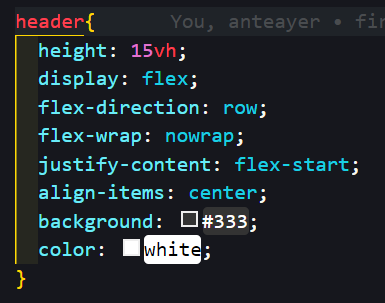 header{ You, anteayer • fir
height: 15vh;
display: flex;
flex-direction: row;
flex-wrap: nowrap;
justify-content: flex-start;
align-items: center;
background: #333;
color: white;
}